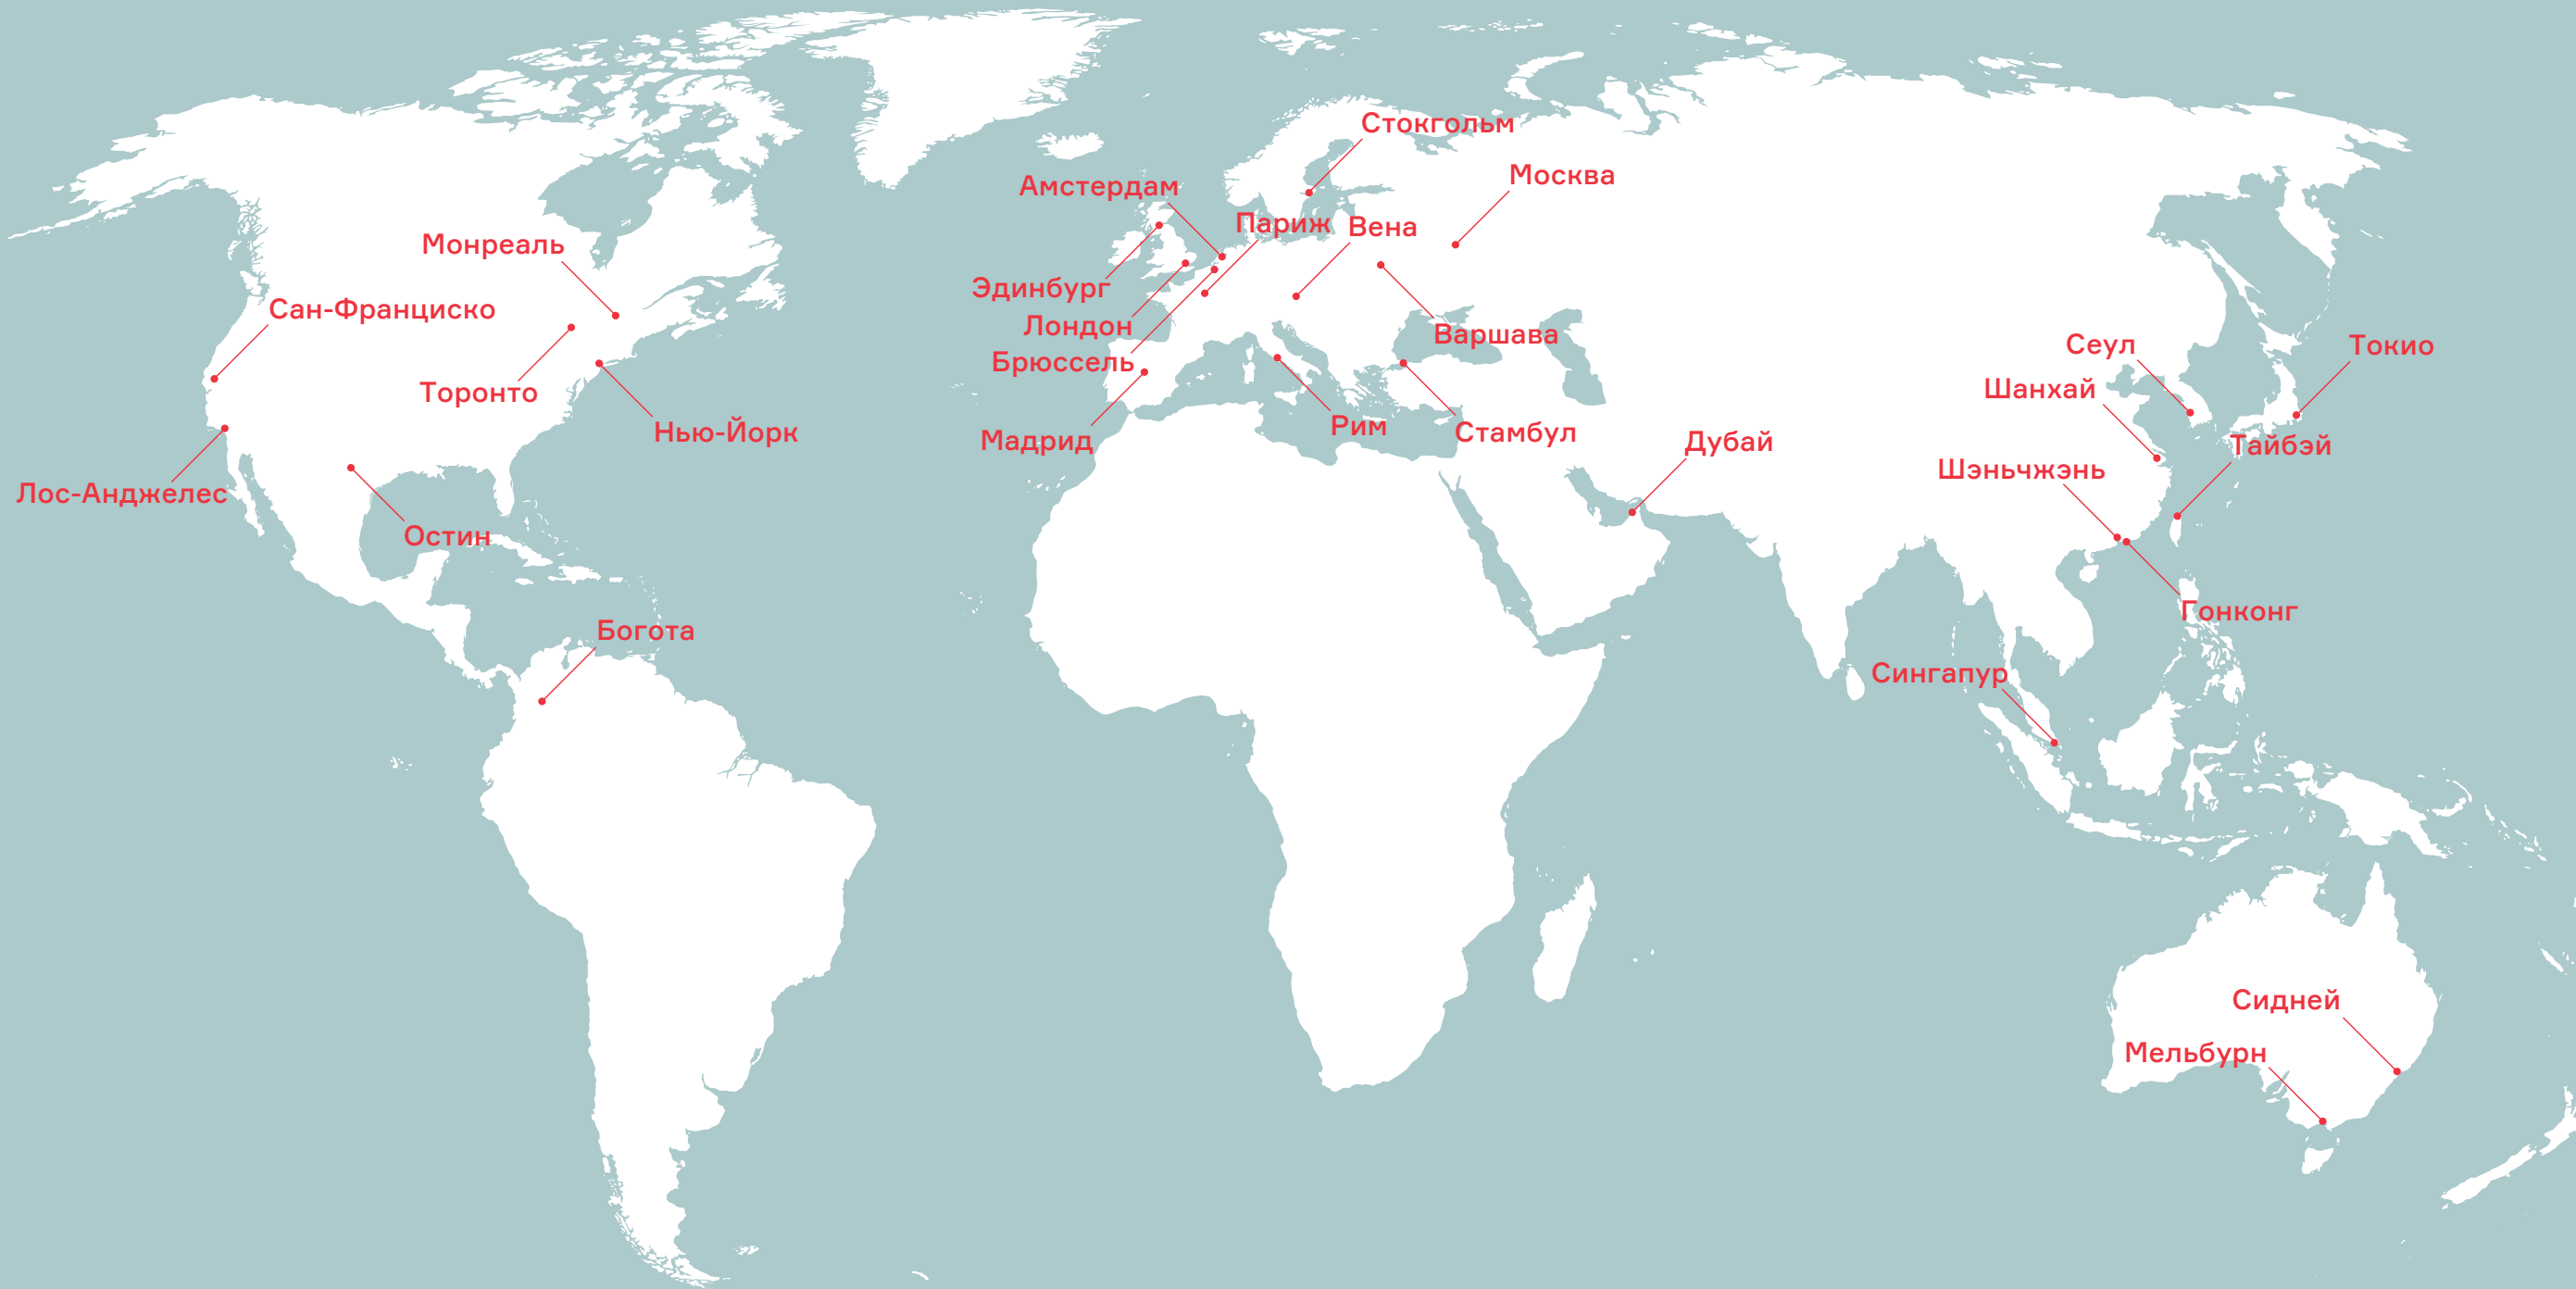 Стокгольм
Москва
Амстердам
Париж
Вена
Монреаль
Эдинбург
Сан-Франциско
Лондон
Варшава
Сеул
Токио
Брюссель
Шанхай
Торонто
Рим
Нью-Йорк
Стамбул
Мадрид
Дубай
Тайбэй
Шэньчжэнь
Лос-Анджелес
Остин
Гонконг
Богота
Сингапур
Сидней
Мельбурн